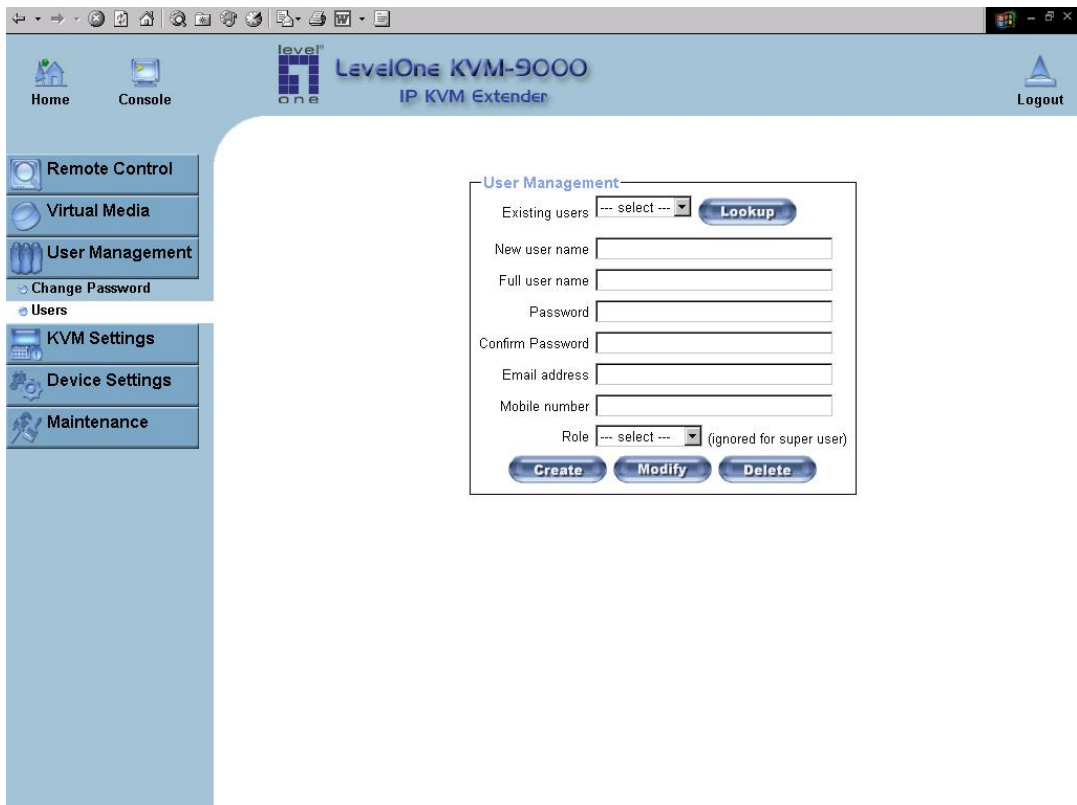 level
one
LevelOne KVM-9000
IP KVM Extender
Home
Console
Logout
Remote Control
Virtual Media
User Management
Change Password
Users
KVM Settings
Device Settings
Maintenance
User Management
Existing users --- select --- Lookup
New user name
Full user name
Password
Confirm Password
Email address
Mobile number
Role --- select --- (ignored for super user)
Create Modify Delete